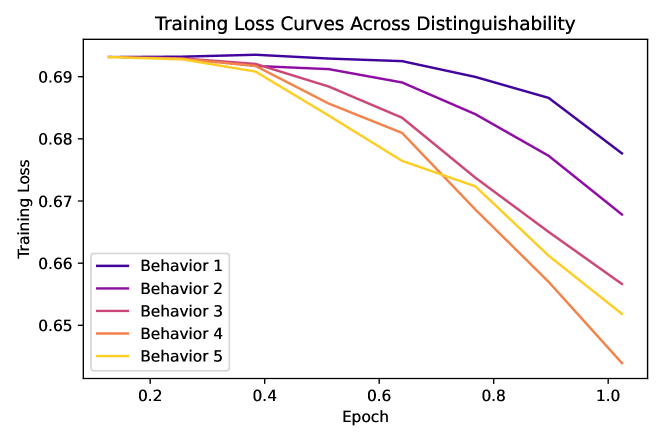 Training Loss Curves Across Distinguishability
Training Loss
0.69
0.68
0.67
0.66
0.65
Behavior 1
Behavior 2
Behavior 3
Behavior 4
Behavior 5
0.2 0.4 0.6 0.8 1.0
Epoch